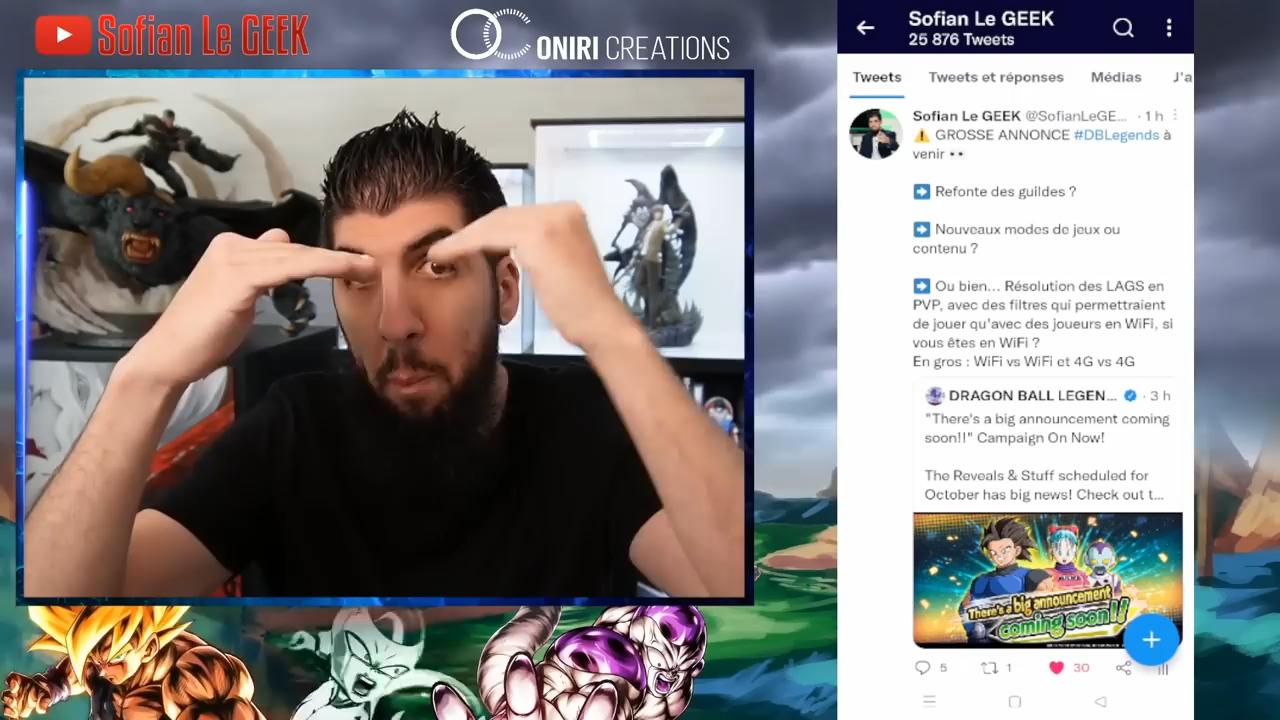 Sofian Le GEEK
ONIRI CREATIONS
Sofian Le GEEK
25 876 Tweets
Tweets
Tweets et réponses
Médias
J'a
Sofian Le GEEK @SofianLeGE... · 1 h
⚠️ GROSSE ANNONCE #DBLegends à
venir 👀
➡️ Refonte des guildes ?
➡️ Nouveaux modes de jeux ou
contenu ?
➡️ Ou bien... Résolution des LAGS en
PVP, avec des filtres qui permettraient
de jouer qu'avec des joueurs en WiFi, si
vous êtes en WiFi ?
En gros : WiFi vs WiFi et 4G vs 4G
DRAGON BALL LEGEN... · 3 h
"There's a big announcement coming
soon!!" Campaign On Now!
The Reveals & Stuff scheduled for
October has big news! Check out t...
There's a big announcement
coming soon!!
5
1
30